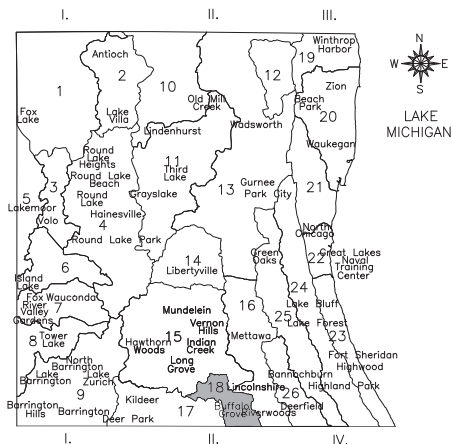 I.
II.
III.
Winthrop
Harbor
19
Antioch
N
W
E
S
1
2
10
12
Zion
Old Mill
Creek
Beach
Park
20
LAKE
MICHIGAN
Fox
Lake
Lake
Villa
Lindenhurst
Wadsworth
Waukegan
Round
Lake
Heights
11
Third
Lake
Round Lake
Beach
3
Round
Lake
Grayslake
13
Gurnee
Park City
21
5
Lakemoor
Volo
Hainesville
4
Round Lake Park
North
Chicago
6
14
Libertyville
Green
Oaks
22
Great Lakes
Naval
Training
Center
Island
Lake
Fox
River
Valley
Gardens
Wauconda
7
Mundelein
Vernon
Hills
16
24
Lake Bluff
25
Lake Forest
23
8
Tower
Lake
Hawthorn
Woods
15
Indian
Creek
Mettawa
Long
Grove
Fort Sheridan
Highwood
Lake
Barrington
North
Barrington
Lake
Zurich
9
Bannockburn
Highland Park
18
Lincolnshire
26
Barrington
Hills
Barrington
Kildeer
Deer Park
17
Buffalo
Grove
Riverwoods
Deerfield
I.
II.
IV.